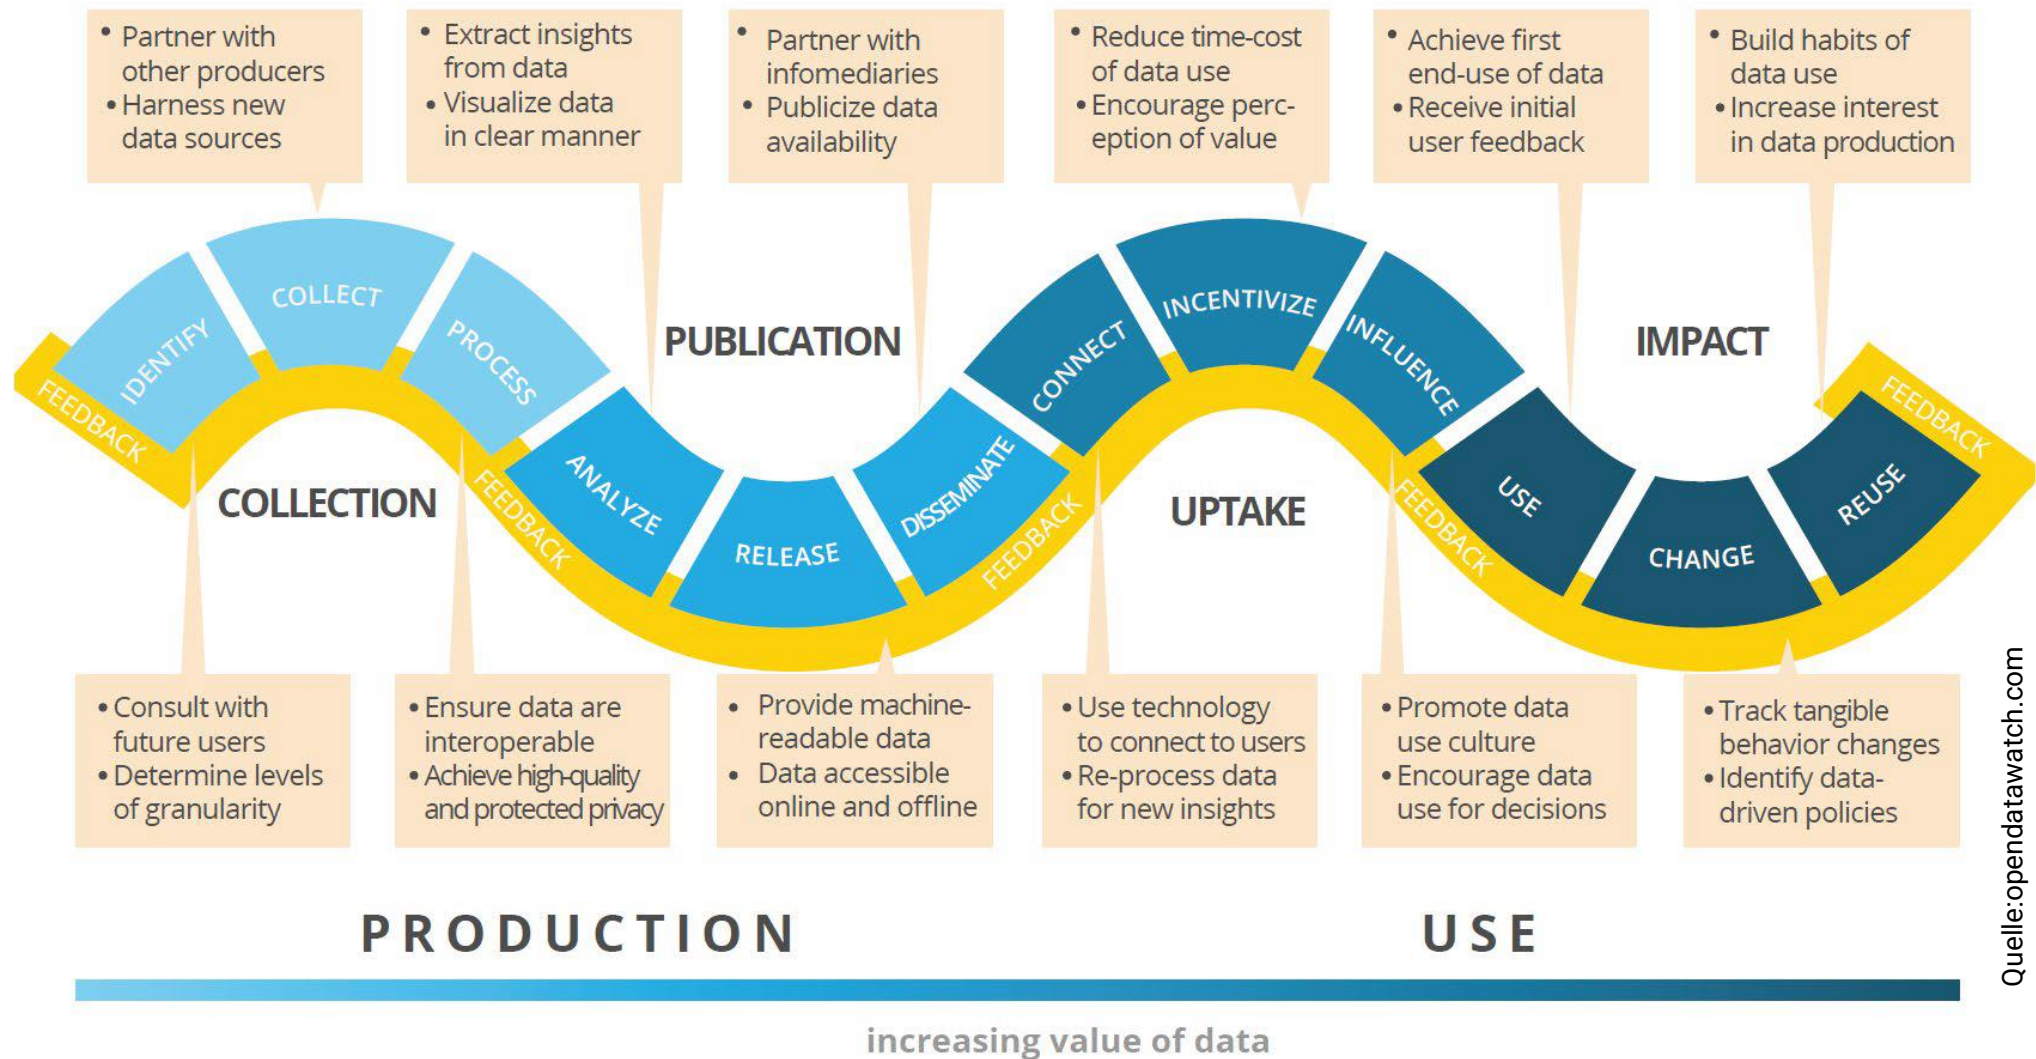 • Partner with
other producers
• Harness new
data sources
• Extract insights
from data
• Visualize data
in clear manner
• Partner with
infomediaries
• Publicize data
availability
• Reduce time-cost
of data use
• Encourage perc-
eption of value
• Achieve first
end-use of data
• Receive initial
user feedback
• Build habits of
data use
• Increase interest
in data production
IDENTIFY
COLLECT
PROCESS
ANALYZE
RELEASE
DISSEMINATE
CONNECT
INCENTIVIZE
INFLUENCE
USE
CHANGE
REUSE
FEEDBACK
FEEDBACK
FEEDBACK
FEEDBACK
FEEDBACK
COLLECTION
PUBLICATION
UPTAKE
IMPACT
• Consult with
future users
• Determine levels
of granularity
• Ensure data are
interoperable
• Achieve high-quality
and protected privacy
• Provide machine-
readable data
• Data accessible
online and offline
• Use technology
to connect to users
• Re-process data
for new insights
• Promote data
use culture
• Encourage data
use for decisions
• Track tangible
behavior changes
• Identify data-
driven policies
PRODUCTION
USE
increasing value of data
Quelle:opendatawatch.com